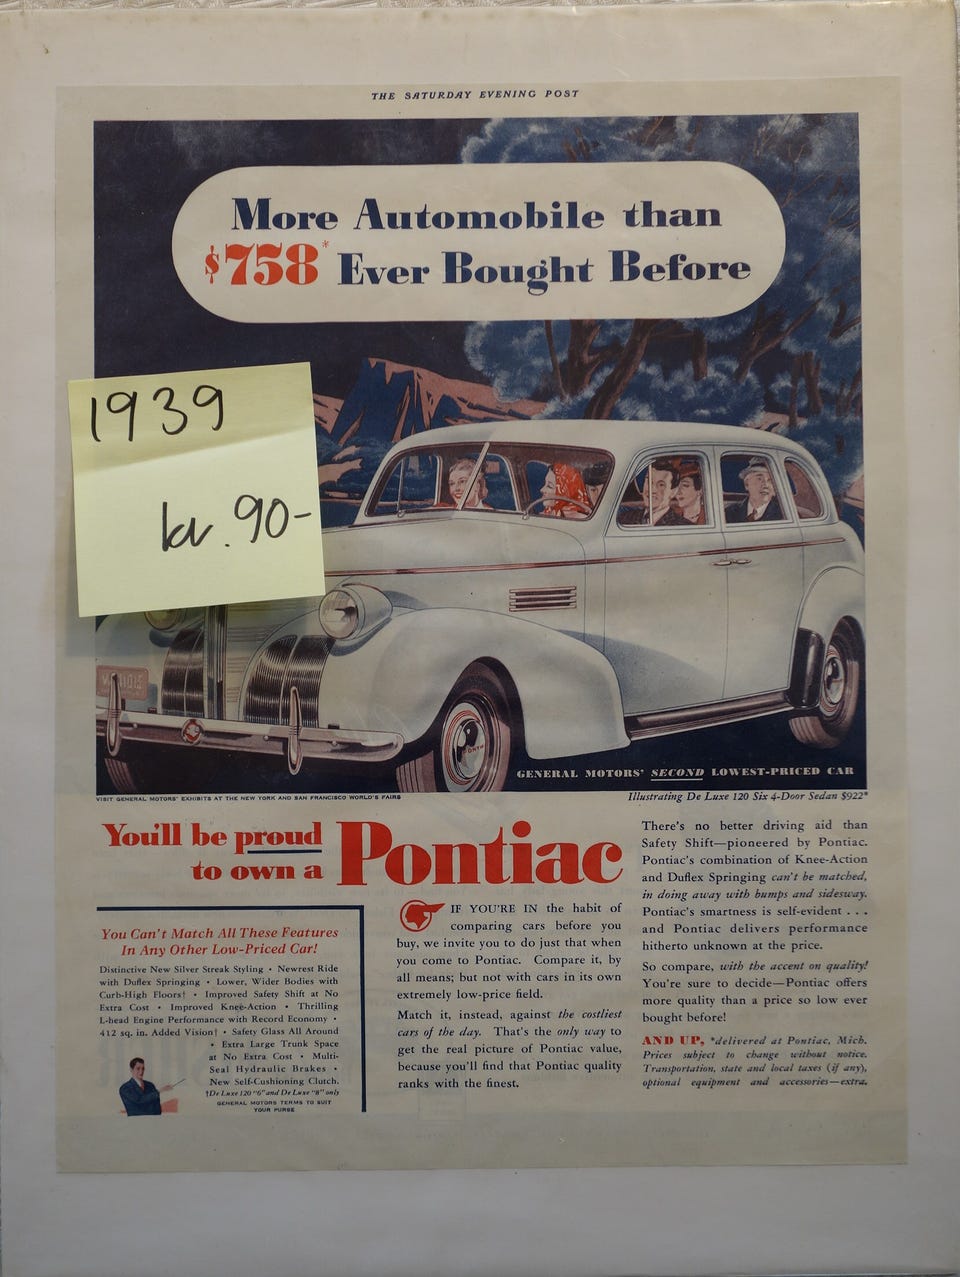 THE SATURDAY EVENING POST
More Automobile than
$758* Ever Bought Before
1939
kr. 90-
GENERAL MOTORS' SECOND LOWEST-PRICED CAR
VISIT GENERAL MOTORS' EXHIBITS AT THE NEW YORK AND SAN FRANCISCO WORLD'S FAIRS
Illustrating De Luxe 120 Six 4-Door Sedan $922*
You'll be proud
to own a Pontiac
You Can't Match All These Features
In Any Other Low-Priced Car!
Distinctive New Silver Streak Styling • Newest Ride
with Duflex Springing • Lower, Wider Bodies with
Curb-High Floors† • Improved Safety Shift at No
Extra Cost • Improved Knee-Action • Thrilling
L-head Engine Performance with Record Economy •
412 sq. in. Added Vision† • Safety Glass All Around
• Extra Large Trunk Space
at No Extra Cost • Multi-
Seal Hydraulic Brakes •
New Self-Cushioning Clutch.
†De Luxe 120 "6" and De Luxe "8" only
GENERAL MOTORS TERMS TO SUIT
YOUR PURSE
IF YOU'RE IN the habit of
comparing cars before you
buy, we invite you to do just that when
you come to Pontiac. Compare it, by
all means; but not with cars in its own
extremely low-price field.
Match it, instead, against the costliest
cars of the day. That's the only way to
get the real picture of Pontiac value,
because you'll find that Pontiac quality
ranks with the finest.
There's no better driving aid than
Safety Shift—pioneered by Pontiac.
Pontiac's combination of Knee-Action
and Duflex Springing can't be matched,
in doing away with bumps and sidesway.
Pontiac's smartness is self-evident . . .
and Pontiac delivers performance
hitherto unknown at the price.
So compare, with the accent on quality!
You're sure to decide—Pontiac offers
more quality than a price so low ever
bought before!
AND UP, *delivered at Pontiac, Mich.
Prices subject to change without notice.
Transportation, state and local taxes (if any),
optional equipment and accessories—extra.